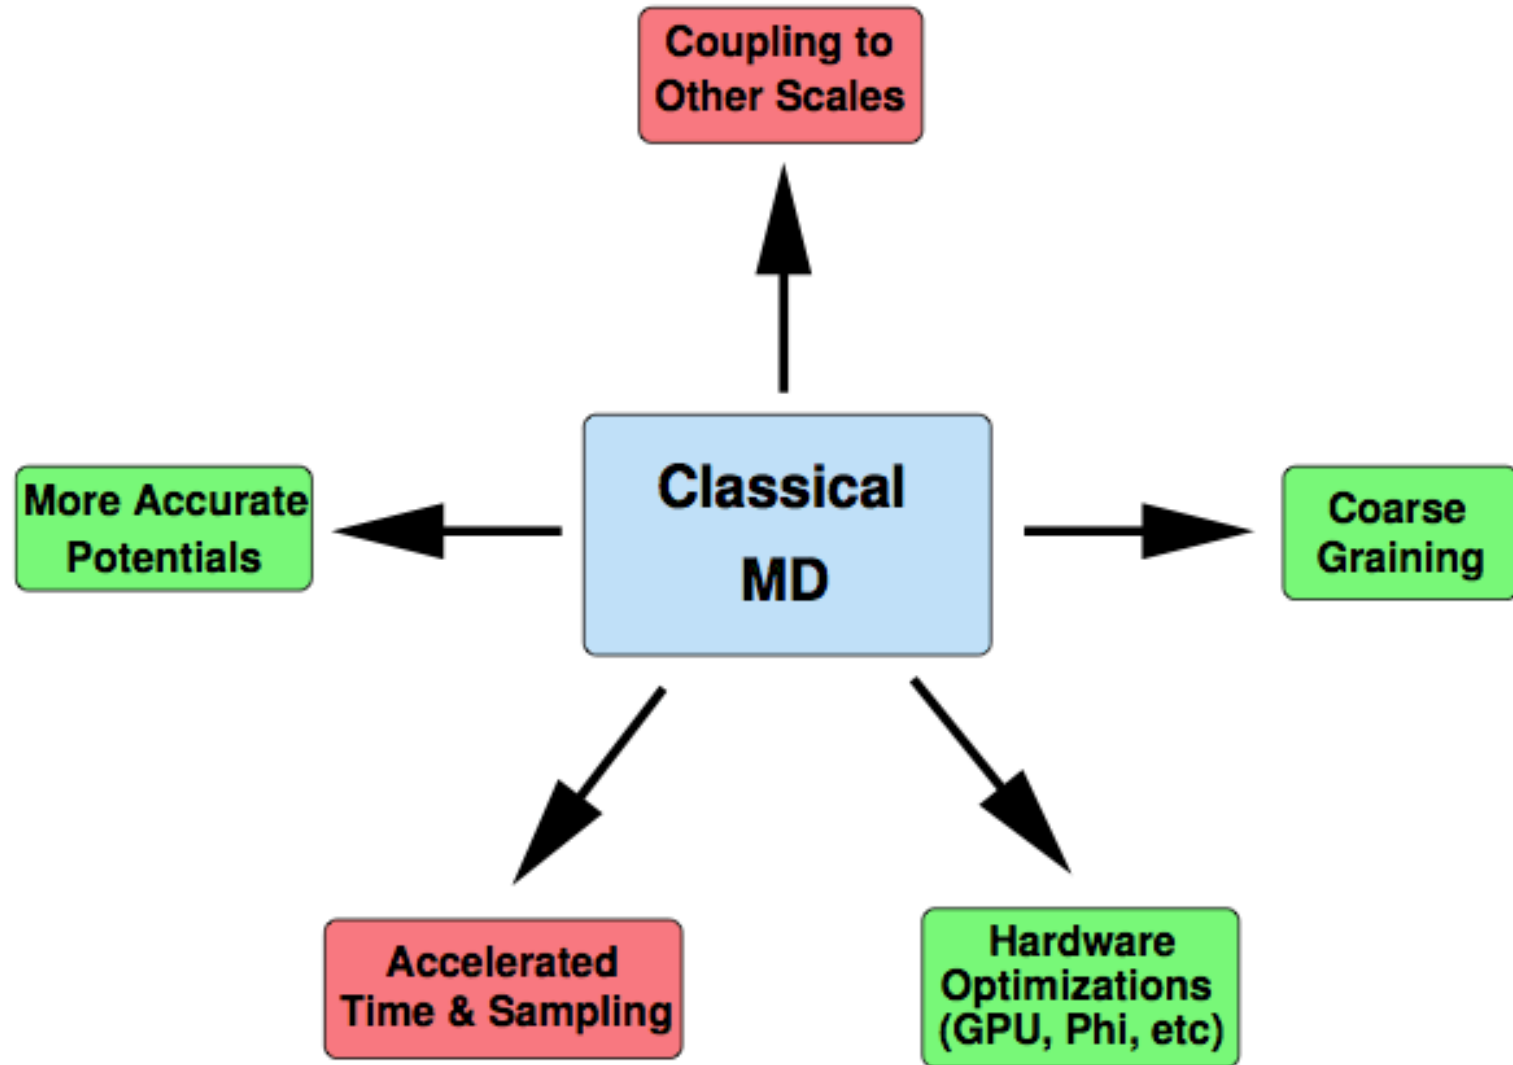 Coupling to
Other Scales
More Accurate
Potentials
Classical
MD
Coarse
Graining
Accelerated
Time & Sampling
Hardware
Optimizations
(GPU, Phi, etc)